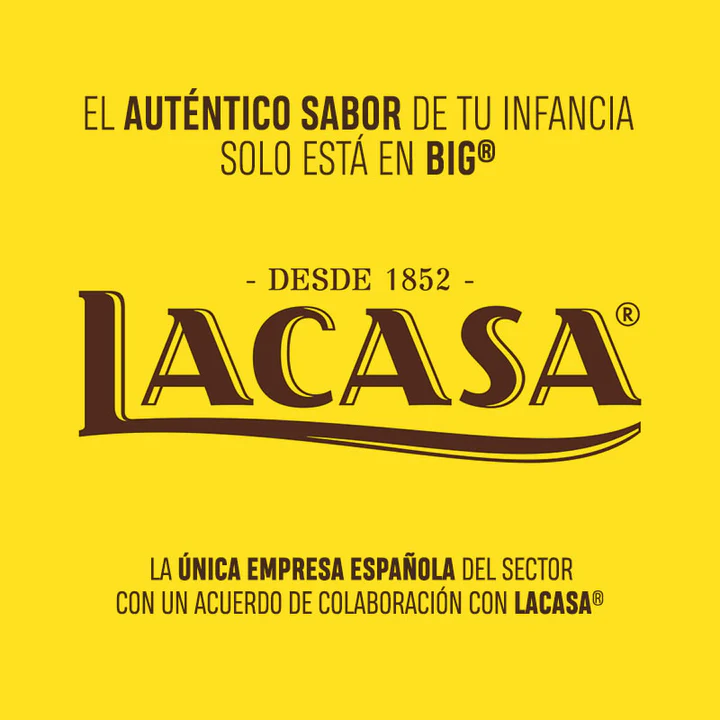 EL AUTÉNTICO SABOR DE TU INFANCIA
SOLO ESTÁ EN BIG®
- DESDE 1852 -
LACASA®
LA ÚNICA EMPRESA ESPAÑOLA DEL SECTOR
CON UN ACUERDO DE COLABORACIÓN CON LACASA®